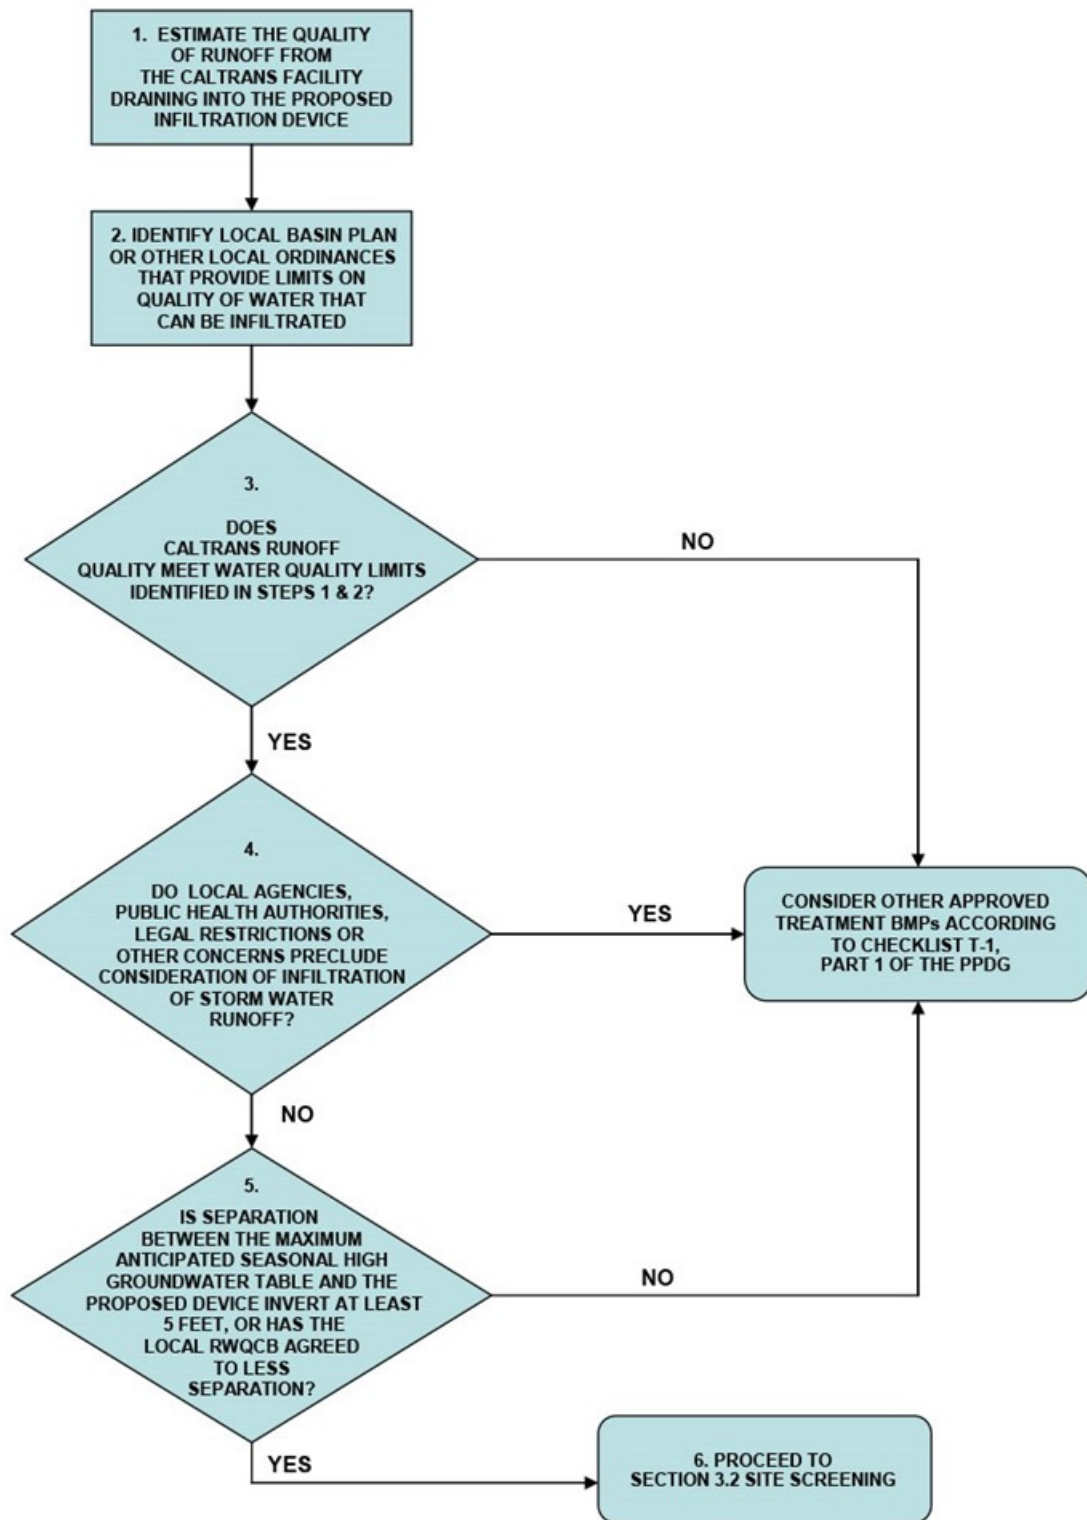 1. ESTIMATE THE QUALITY
OF RUNOFF FROM
THE CALTRANS FACILITY
DRAINING INTO THE PROPOSED
INFILTRATION DEVICE
2. IDENTIFY LOCAL BASIN PLAN
OR OTHER LOCAL ORDINANCES
THAT PROVIDE LIMITS ON
QUALITY OF WATER THAT
CAN BE INFILTRATED
3.
DOES
CALTRANS RUNOFF
QUALITY MEET WATER QUALITY LIMITS
IDENTIFIED IN STEPS 1 & 2?
NO
YES
4.
DO LOCAL AGENCIES,
PUBLIC HEALTH AUTHORITIES,
LEGAL RESTRICTIONS OR
OTHER CONCERNS PRECLUDE
CONSIDERATION OF INFILTRATION
OF STORM WATER
RUNOFF?
YES
CONSIDER OTHER APPROVED
TREATMENT BMPs ACCORDING
TO CHECKLIST T-1,
PART 1 OF THE PPDG
NO
5.
IS SEPARATION
BETWEEN THE MAXIMUM
ANTICIPATED SEASONAL HIGH
GROUNDWATER TABLE AND THE
PROPOSED DEVICE INVERT AT LEAST
5 FEET, OR HAS THE
LOCAL RWQCB AGREED
TO LESS
SEPARATION?
NO
YES
6. PROCEED TO
SECTION 3.2 SITE SCREENING